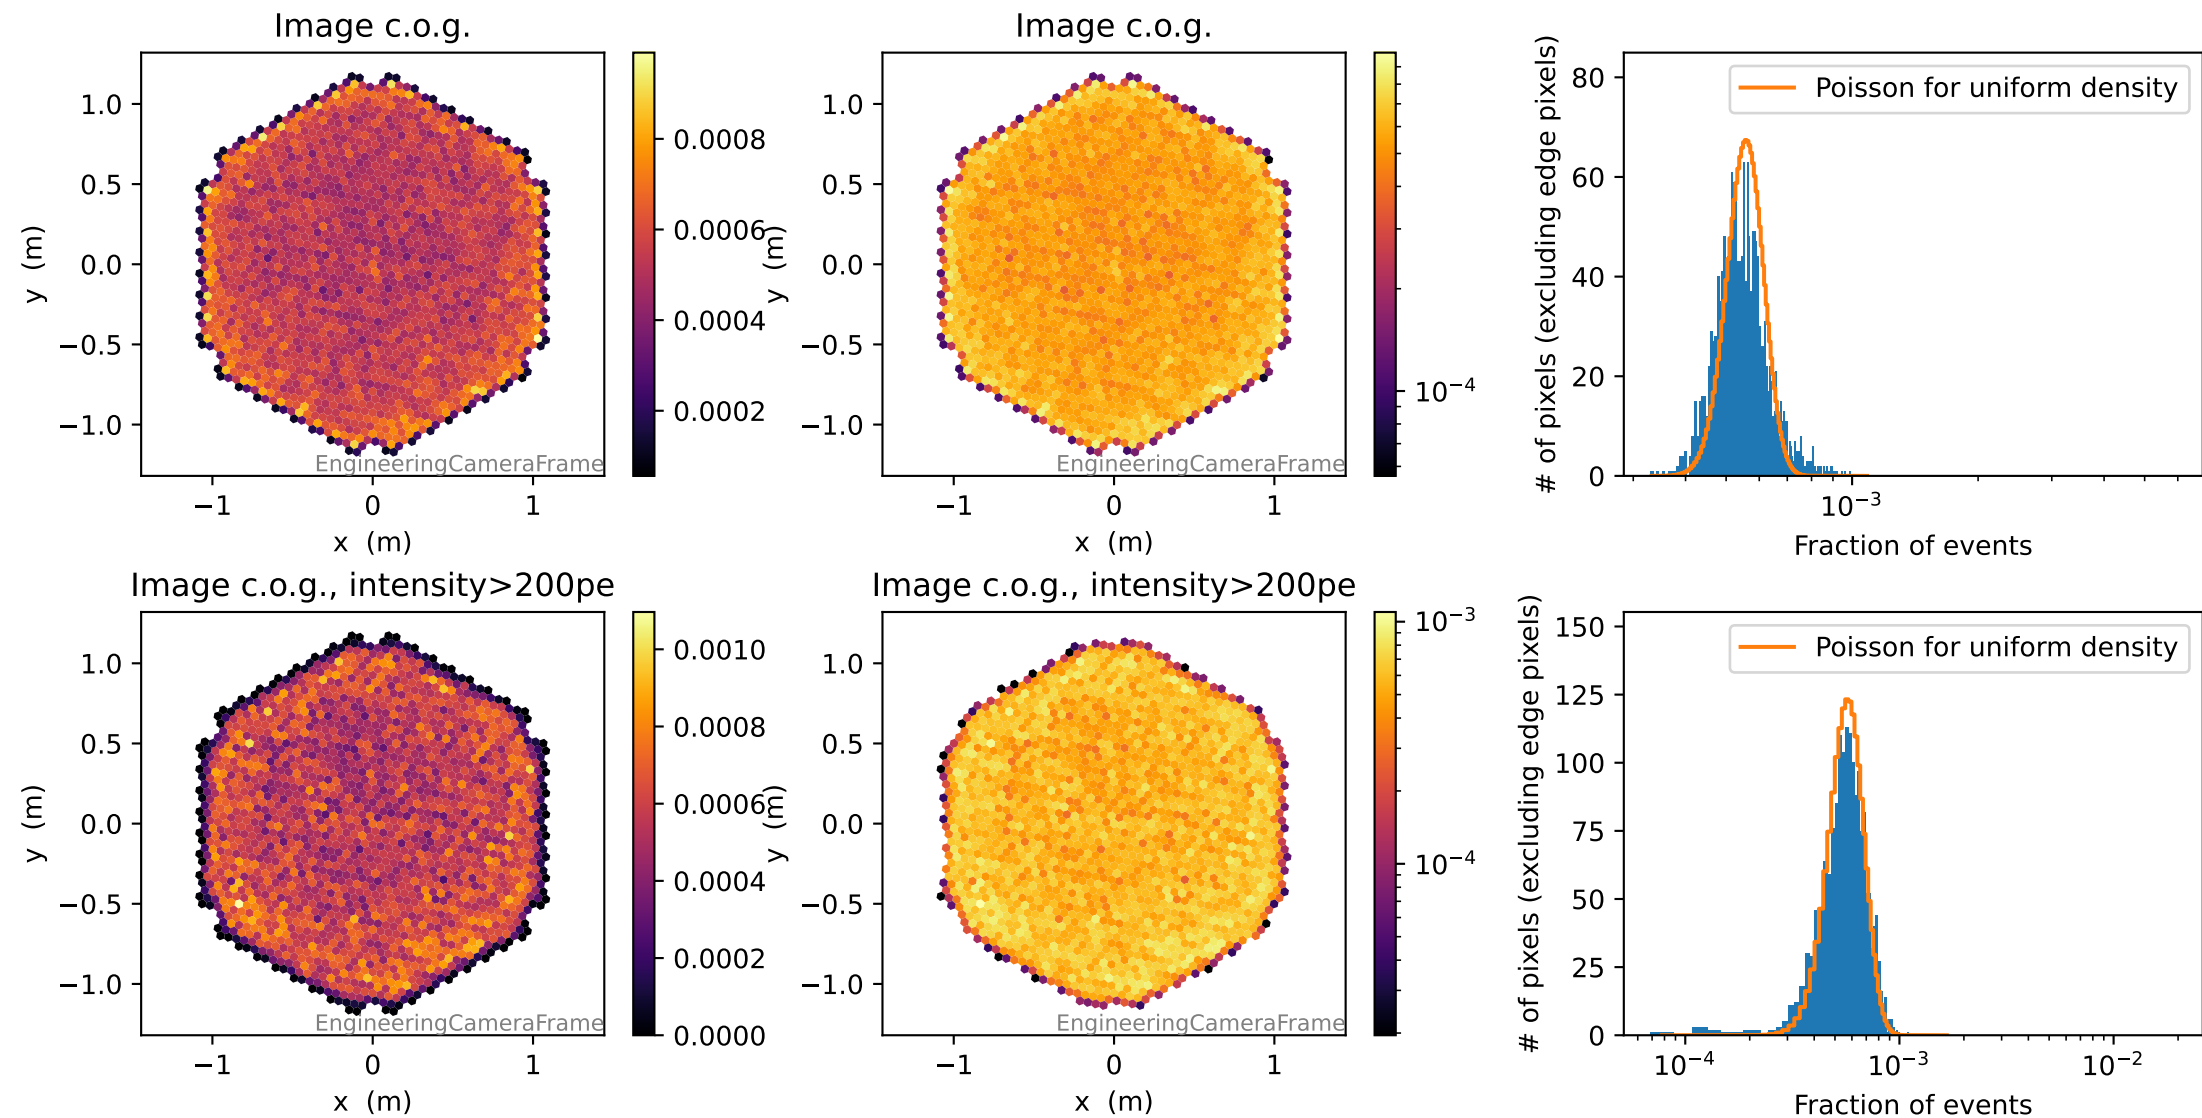 Image c.o.g.
1.0
0.5
0.0
−0.5
−1.0
y (m)
−1
0
1
x (m)
EngineeringCameraFrame
0.0008
0.0006
0.0004
0.0002
Image c.o.g.
1.0
0.5
0.0
−0.5
−1.0
y (m)
−1
0
1
x (m)
EngineeringCameraFrame
10⁻⁴
80
60
40
20
0
# of pixels (excluding edge pixels)
Poisson for uniform density
10⁻³
Fraction of events
Image c.o.g., intensity>200pe
1.0
0.5
0.0
−0.5
−1.0
y (m)
−1
0
1
x (m)
EngineeringCameraFrame
0.0010
0.0008
0.0006
0.0004
0.0002
0.0000
Image c.o.g., intensity>200pe
1.0
0.5
0.0
−0.5
−1.0
y (m)
−1
0
1
x (m)
EngineeringCameraFrame
10⁻³
10⁻⁴
150
125
100
75
50
25
0
# of pixels (excluding edge pixels)
Poisson for uniform density
10⁻⁴
10⁻³
10⁻²
Fraction of events